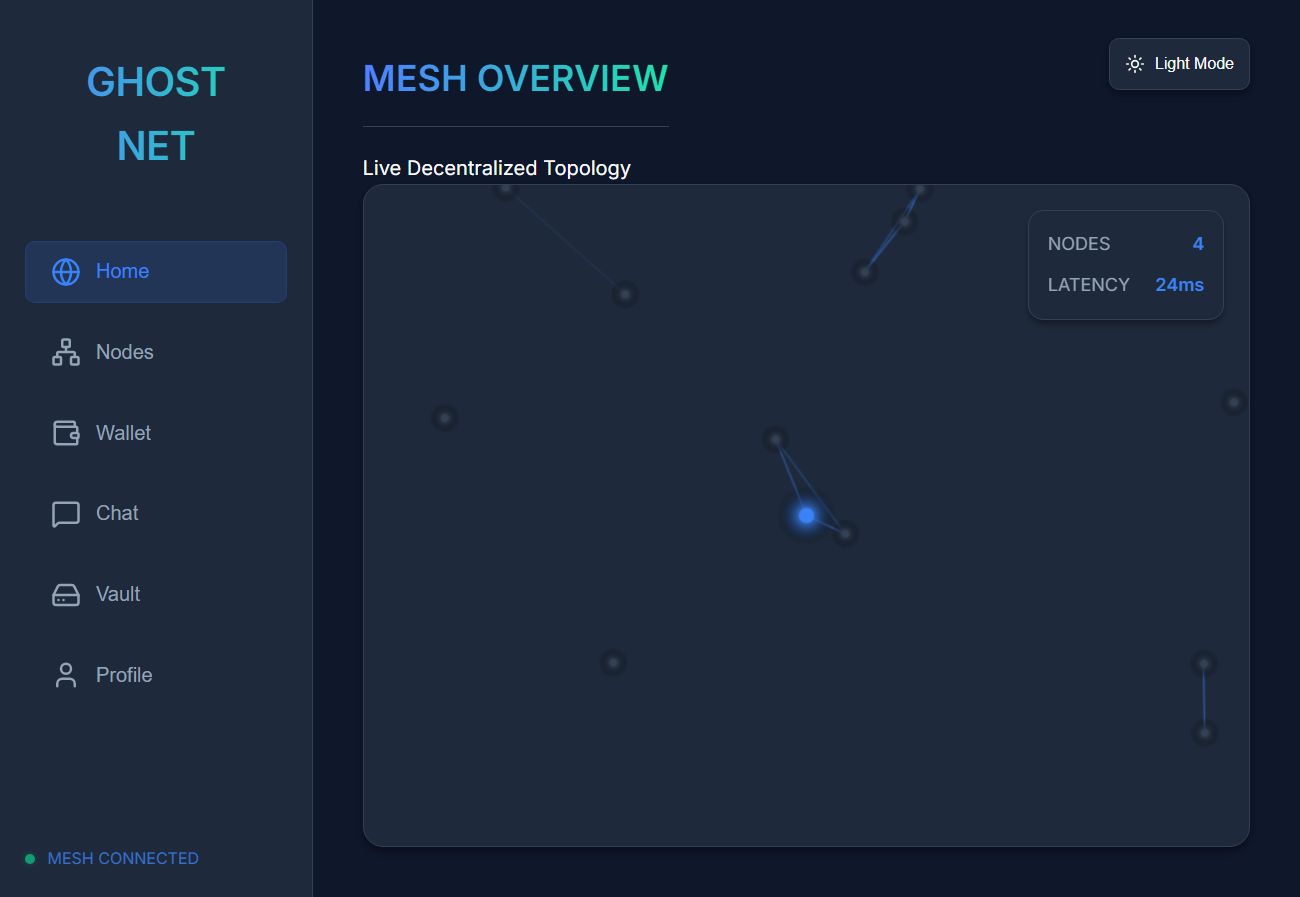 GHOST
NET
Home
Nodes
Wallet
Chat
Vault
Profile
MESH CONNECTED
MESH OVERVIEW
Light Mode
Live Decentralized Topology
NODES 4
LATENCY 24ms